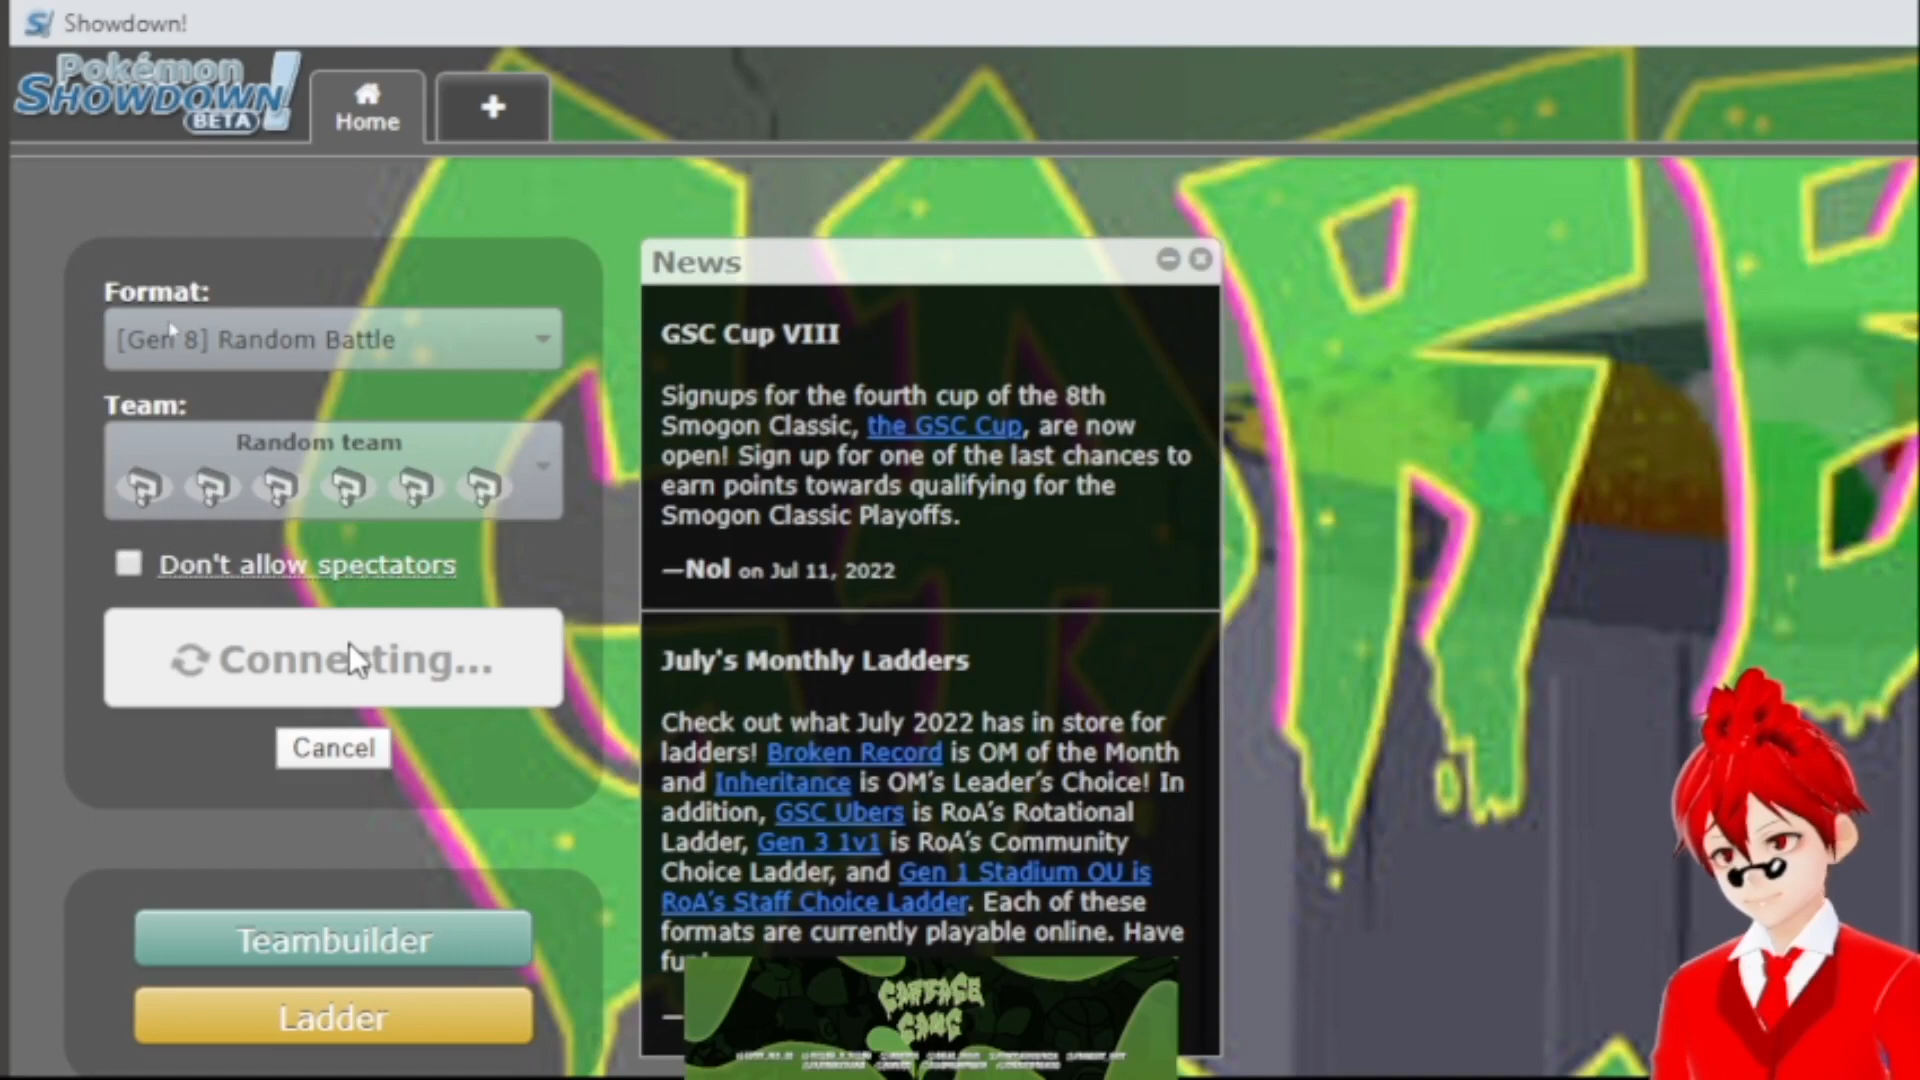 Showdown!
Pokémon
SHOWDOWN!
BETA
Home
Format:
[Gen 8] Random Battle
Team:
Random team
Don't allow spectators
Connecting...
Cancel
Teambuilder
Ladder
News
GSC Cup VIII
Signups for the fourth cup of the 8th
Smogon Classic, the GSC Cup, are now
open! Sign up for one of the last chances to
earn points towards qualifying for the
Smogon Classic Playoffs.
—Nol on Jul 11, 2022
July's Monthly Ladders
Check out what July 2022 has in store for
ladders! Broken Record is OM of the Month
and Inheritance is OM's Leader's Choice! In
addition, GSC Ubers is RoA's Rotational
Ladder, Gen 3 1v1 is RoA's Community
Choice Ladder, and Gen 1 Stadium OU is
RoA's Staff Choice Ladder. Each of these
formats are currently playable online. Have
GARBAGE
GANG